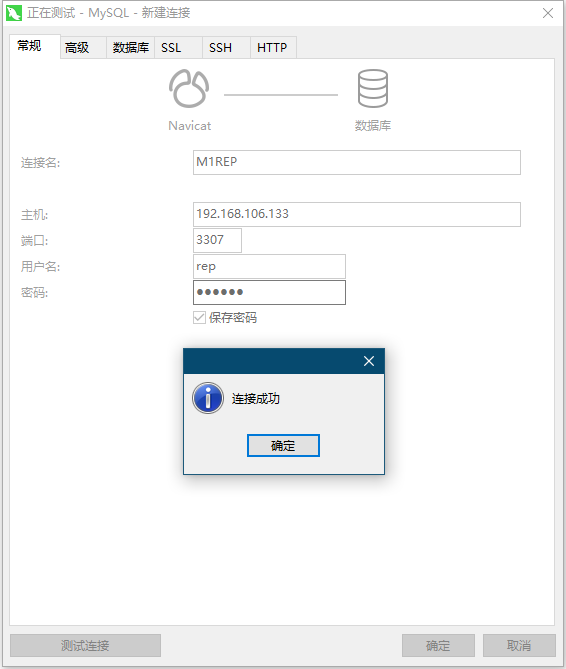 正在测试 - MySQL - 新建连接
常规 高级 数据库 SSL SSH HTTP
Navicat 数据库
连接名: M1REP
主机: 192.168.106.133
端口: 3307
用户名: rep
密码: ●●●●●●
保存密码
连接成功
确定
测试连接 确定 取消